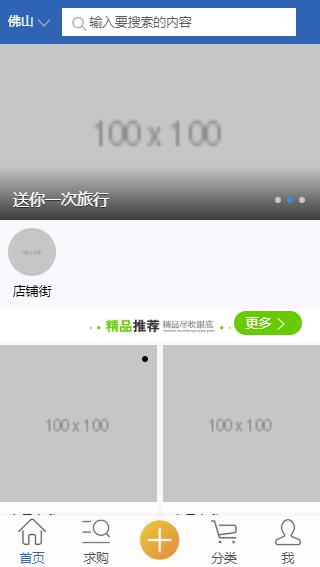 佛山
输入要搜索的内容
100 x 100
送你一次旅行
100 x 100
店铺街
精品推荐 精品尽收眼底
更多
100 x 100
100 x 100
首页
求购
分类
我